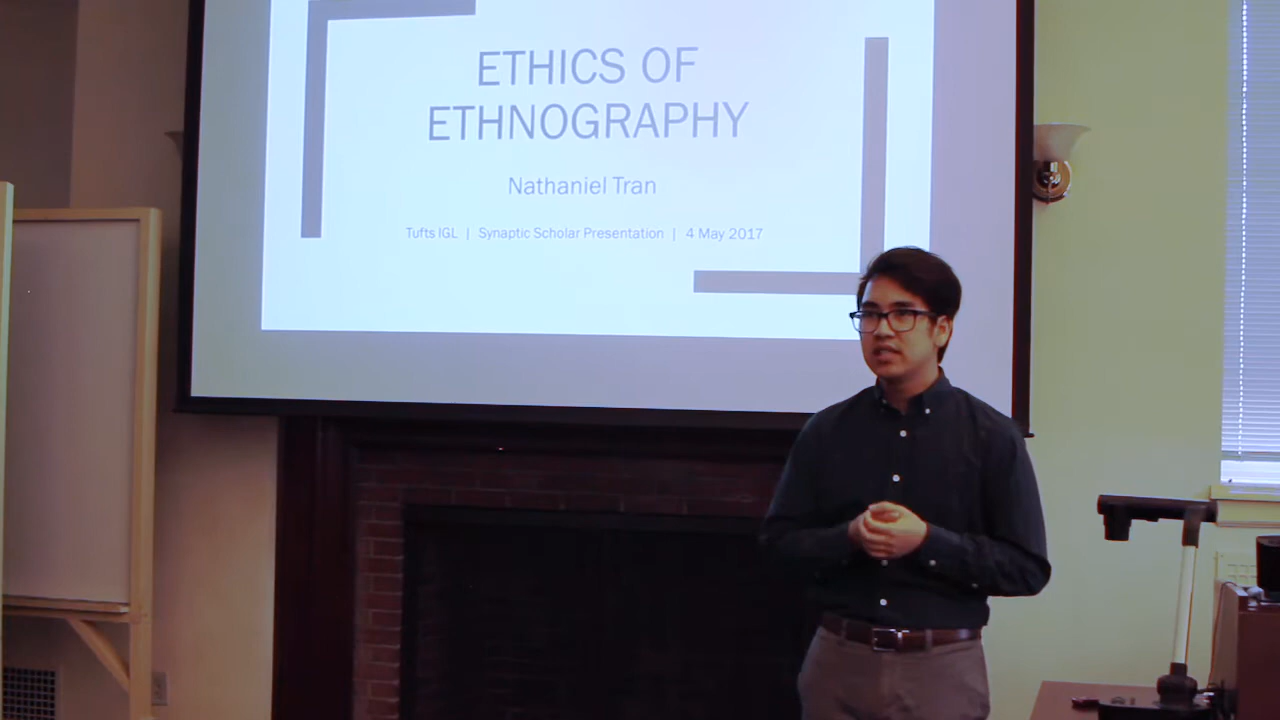 ETHICS OF
ETHNOGRAPHY
Nathaniel Tran
Tufts IGL | Synaptic Scholar Presentation | 4 May 2017